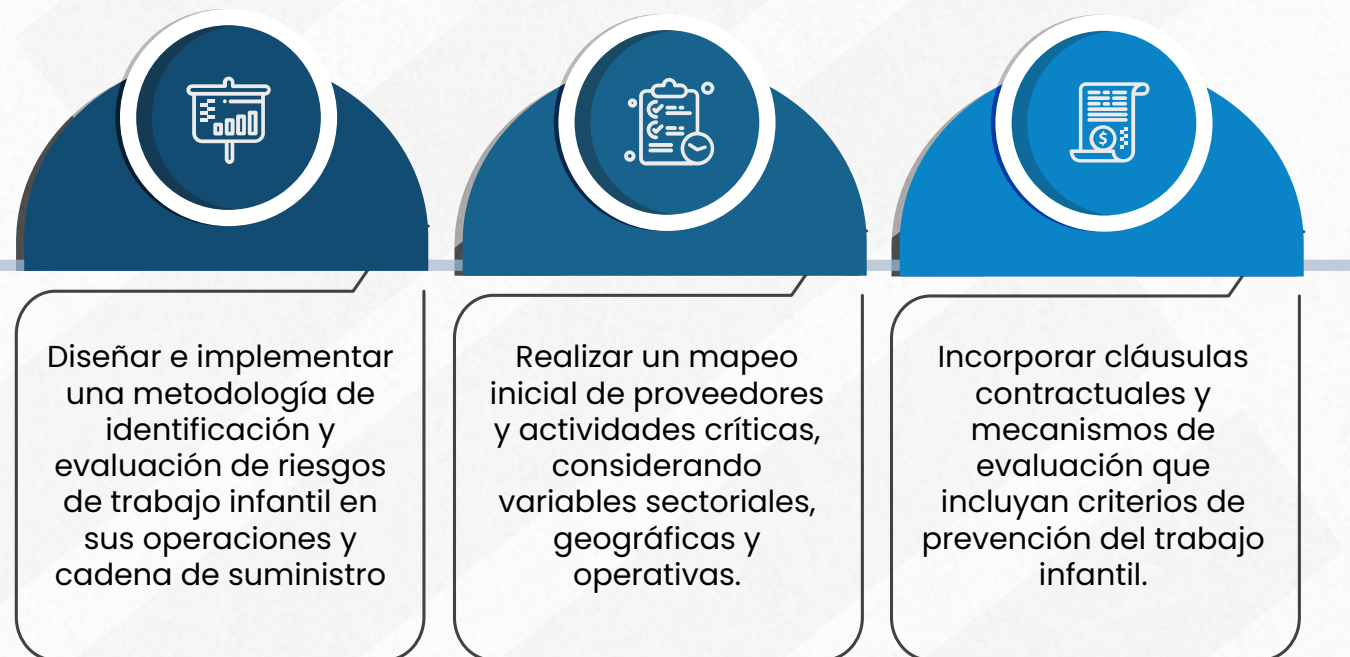 Diseñar e implementar
una metodología de
identificación y
evaluación de riesgos
de trabajo infantil en
sus operaciones y
cadena de suministro
Realizar un mapeo
inicial de proveedores
y actividades críticas,
considerando
variables sectoriales,
geográficas y
operativas.
Incorporar cláusulas
contractuales y
mecanismos de
evaluación que
incluyan criterios de
prevención del trabajo
infantil.